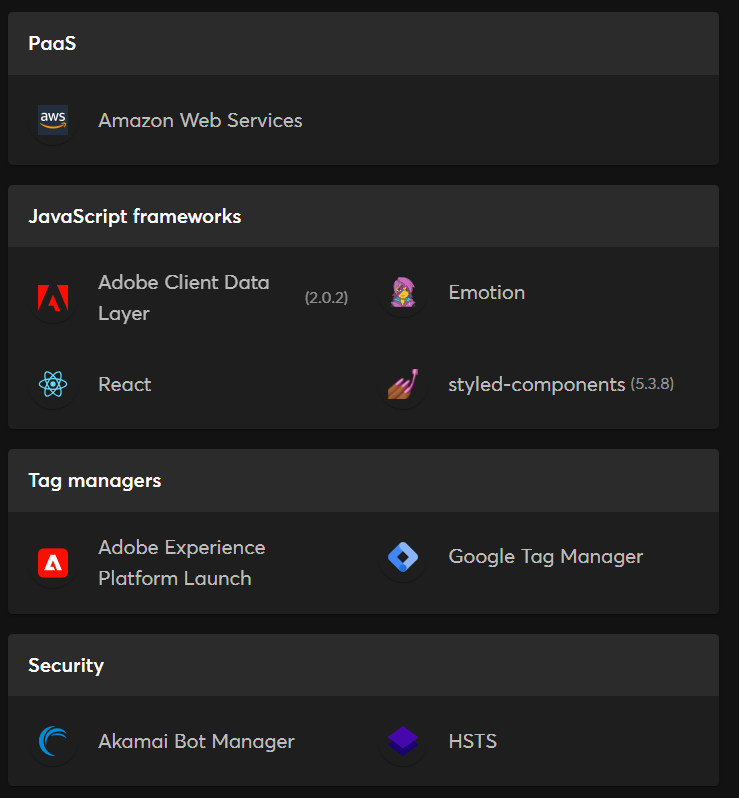 PaaS
aws
Amazon Web Services
JavaScript frameworks
Adobe Client Data
Layer
(2.0.2)
Emotion
React
styled-components (5.3.8)
Tag managers
Adobe Experience
Platform Launch
Google Tag Manager
Security
Akamai Bot Manager
HSTS